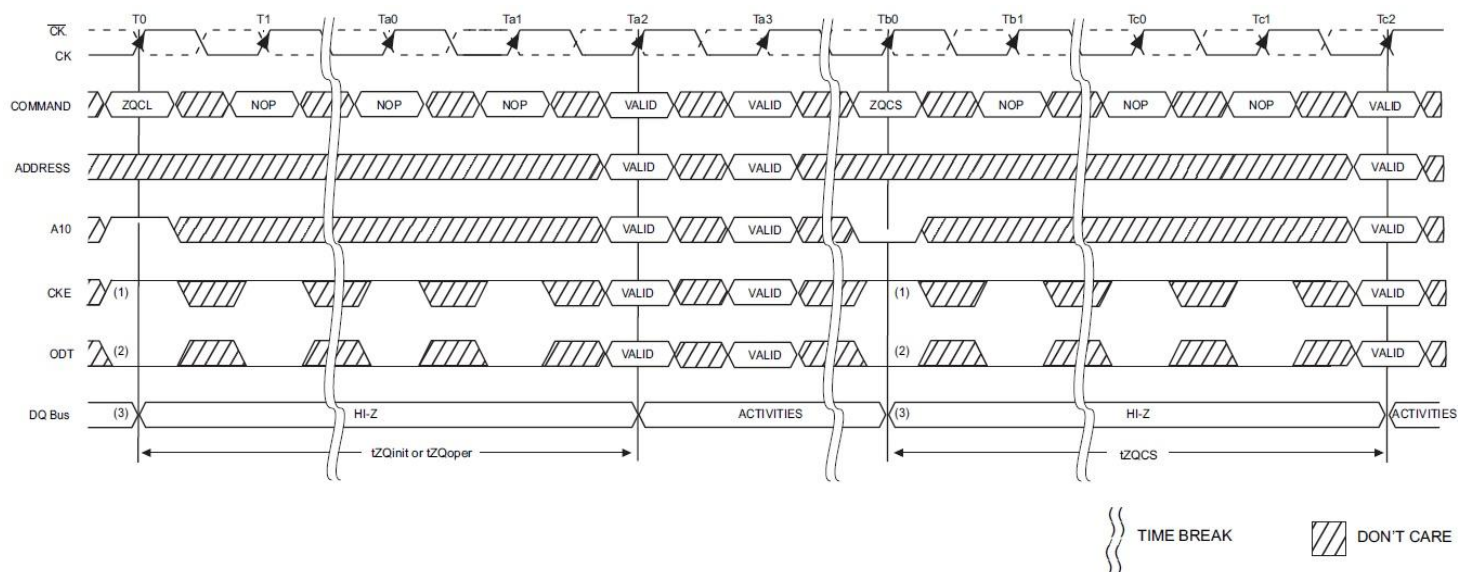 T0 T1 Ta0 Ta1 Ta2 Ta3 Tb0 Tb1 Tc0 Tc1 Tc2
CK
CK
COMMAND ZQCL NOP NOP NOP VALID VALID ZQCS NOP NOP NOP VALID
ADDRESS VALID VALID VALID
A10 VALID VALID VALID
CKE (1) VALID VALID (1) VALID
ODT (2) VALID VALID (2) VALID
DQ Bus (3) HI-Z ACTIVITIES (3) HI-Z ACTIVITIES
tZQinit or tZQoper tZQCS
TIME BREAK DON'T CARE